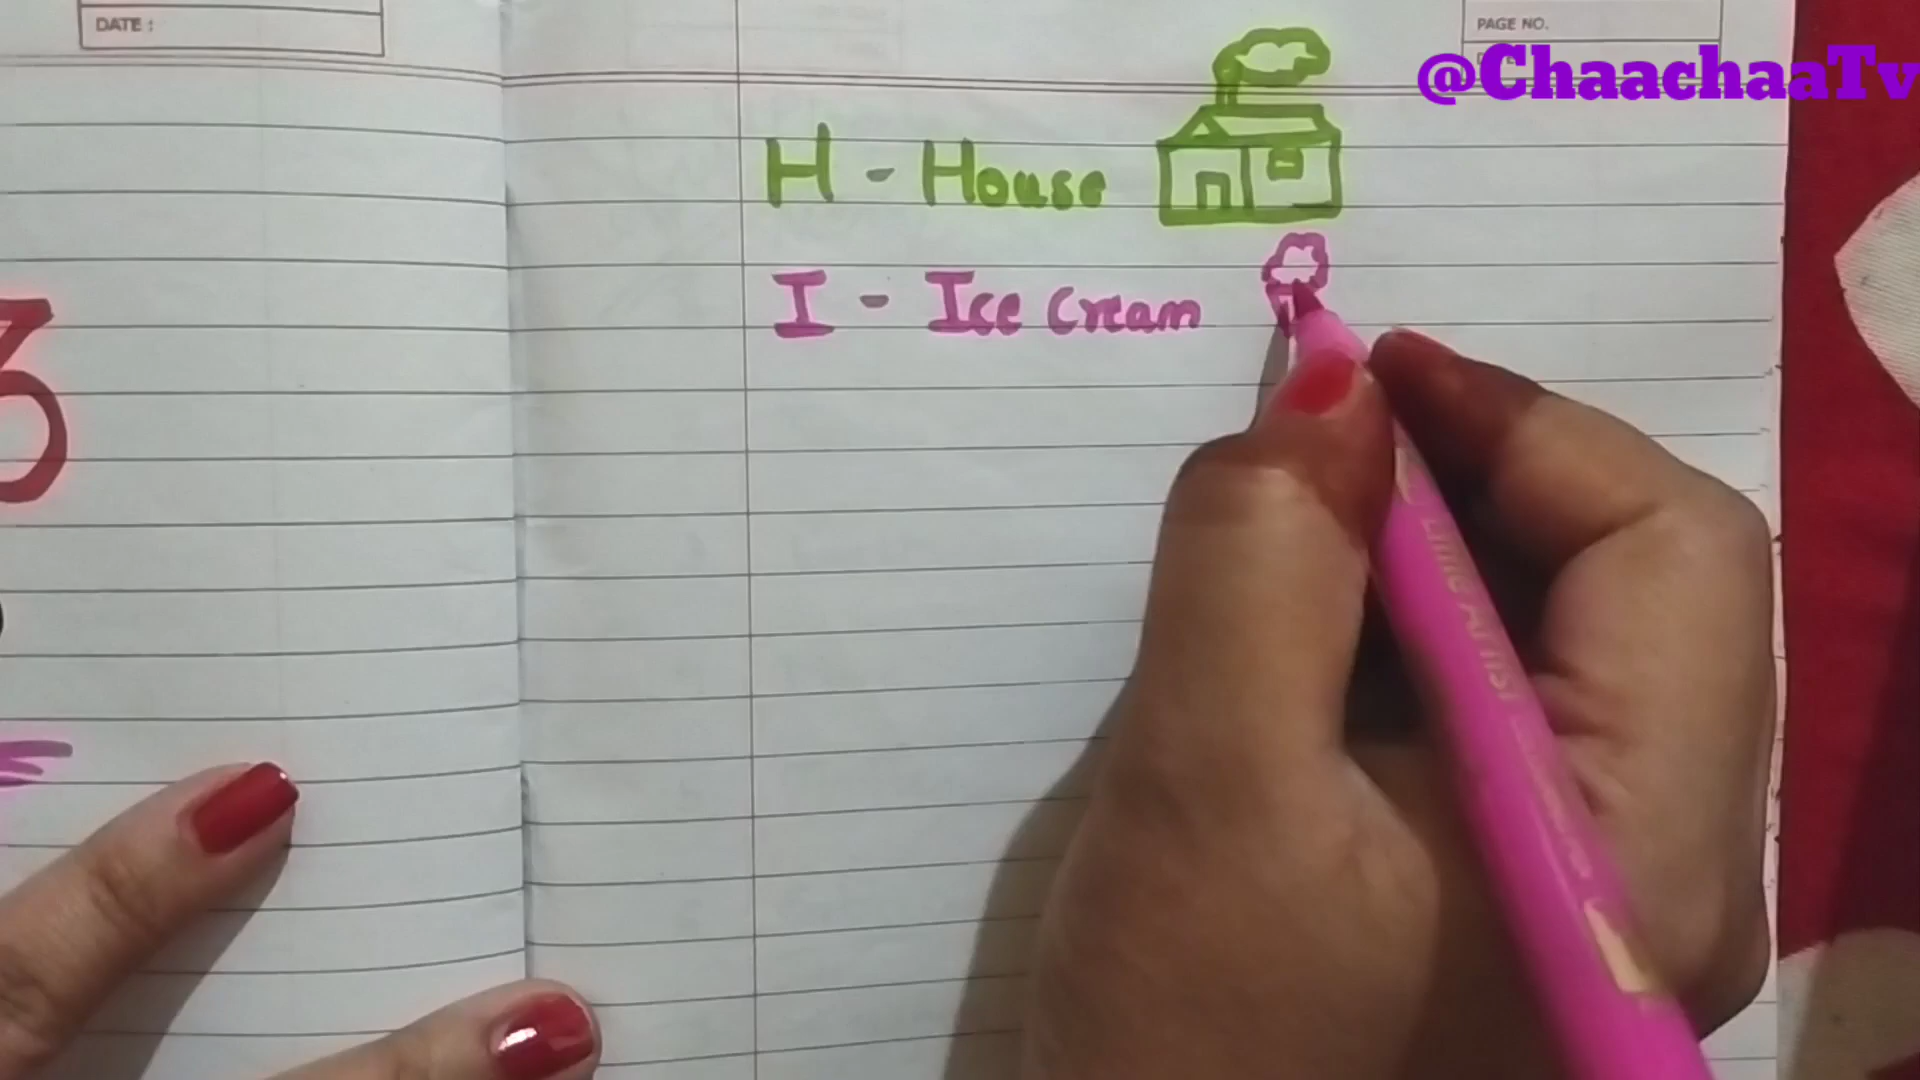 DATE :
PAGE NO.
@ChaachaaTv
H - House
I - Ice Cream